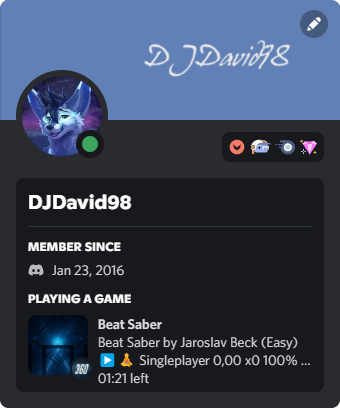 DJDavid98
DJDavid98
MEMBER SINCE
Jan 23, 2016
PLAYING A GAME
Beat Saber
Beat Saber by Jaroslav Beck (Easy)
▶️ 🧘 Singleplayer 0,00 x0 100% ...
360
01:21 left